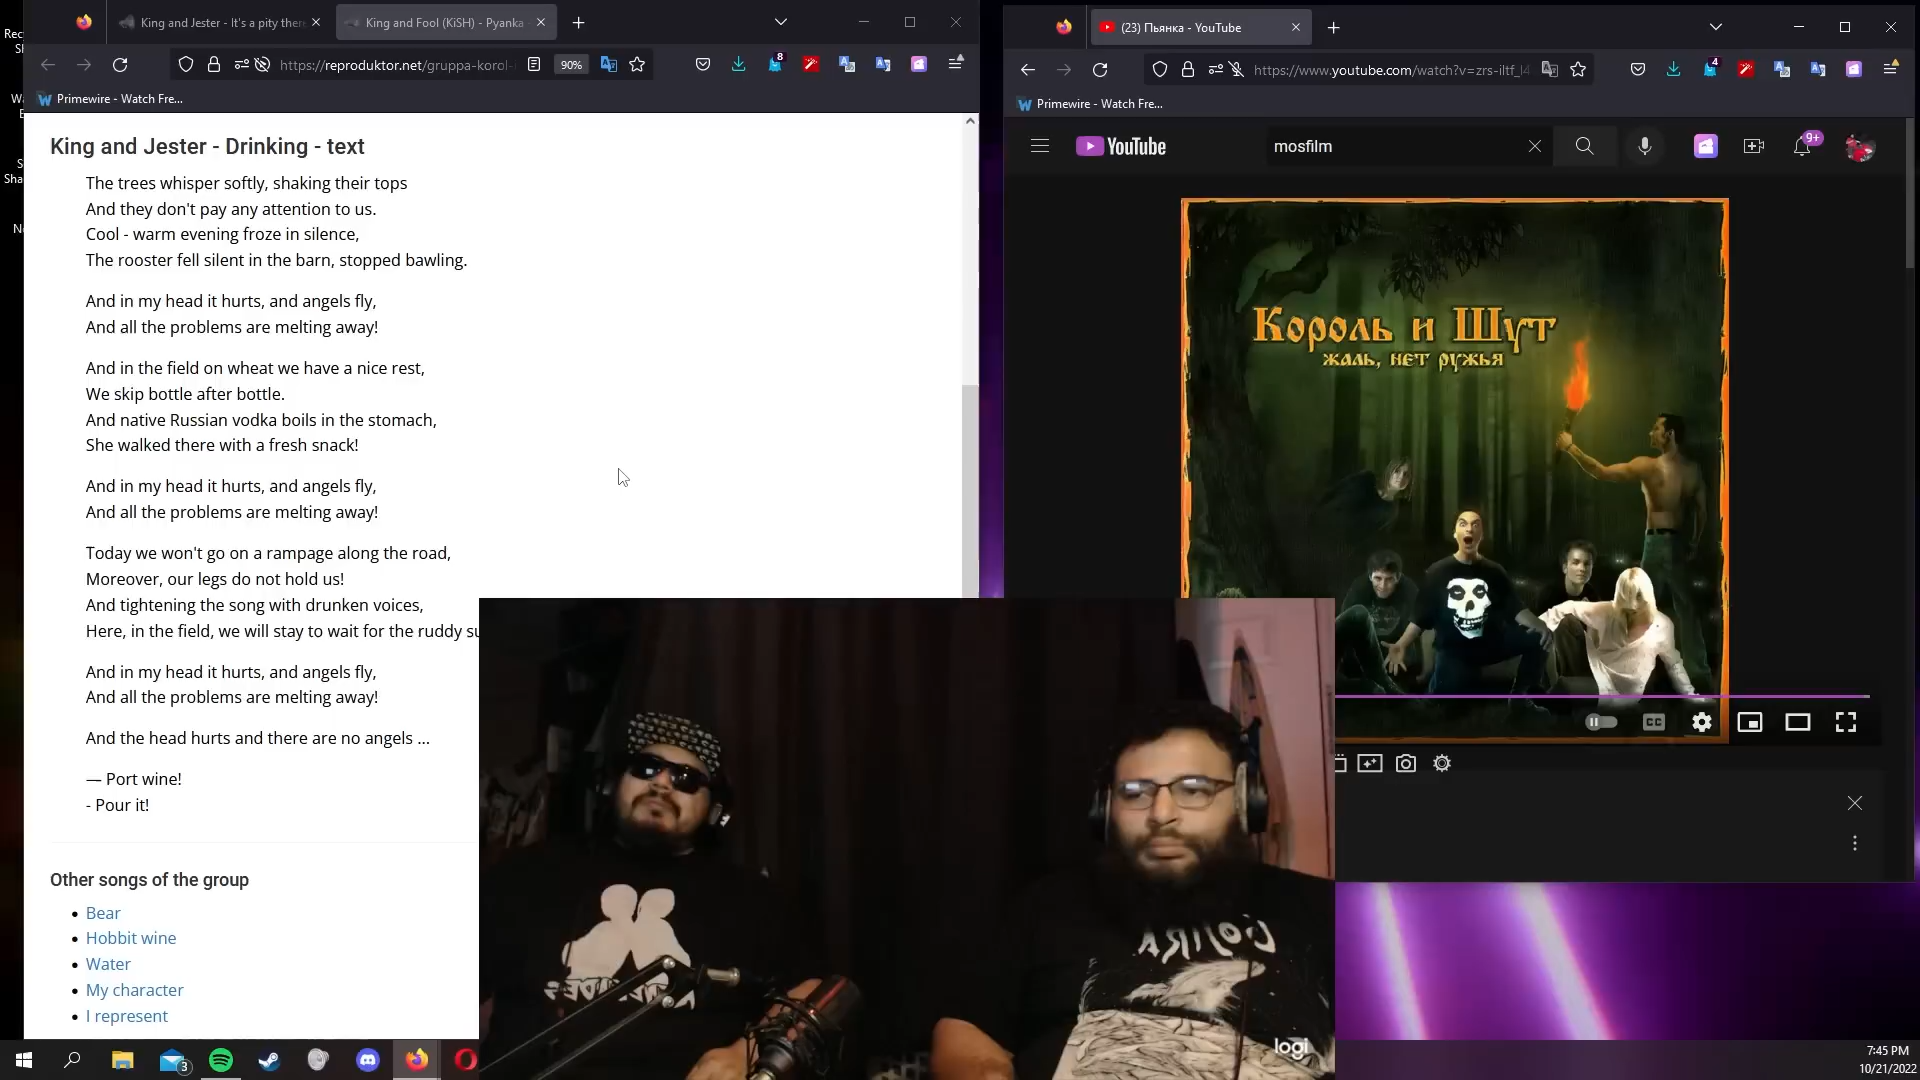 King and Jester - It's a pity there
King and Fool (KiSH) - Pyanka -
https://reproduktor.net/gruppa-korol-
90%
8
Primewire - Watch Fre...
King and Jester - Drinking - text
The trees whisper softly, shaking their tops
And they don't pay any attention to us.
Cool - warm evening froze in silence,
The rooster fell silent in the barn, stopped bawling.
And in my head it hurts, and angels fly,
And all the problems are melting away!
And in the field on wheat we have a nice rest,
We skip bottle after bottle.
And native Russian vodka boils in the stomach,
She walked there with a fresh snack!
And in my head it hurts, and angels fly,
And all the problems are melting away!
Today we won't go on a rampage along the road,
Moreover, our legs do not hold us!
And tightening the song with drunken voices,
Here, in the field, we will stay to wait for the ruddy su
And in my head it hurts, and angels fly,
And all the problems are melting away!
And the head hurts and there are no angels ...
— Port wine!
- Pour it!
Other songs of the group
Bear
Hobbit wine
Water
My character
I represent
(23) Пьянка - YouTube
https://www.youtube.com/watch?v=zrs-iltf_
4
Primewire - Watch Fre...
YouTube
mosfilm
9+
Король и Шут
жаль, нет ружья
CC
GOJIRA
logi
3
7:45 PM
10/21/2022